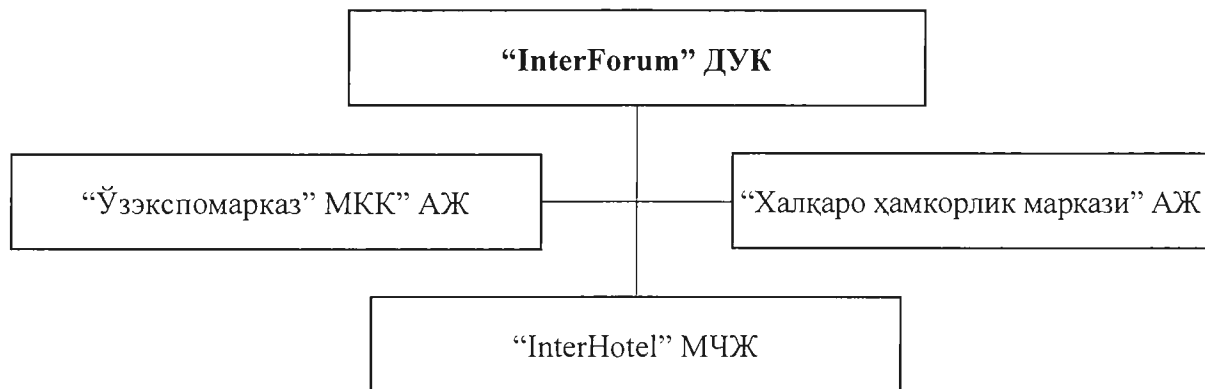 “InterForum” ДУК
“Ўзэкспомарказ” МКК” АЖ
“Халқаро ҳамкорлик маркази” АЖ
“InterHotel” МЧЖ